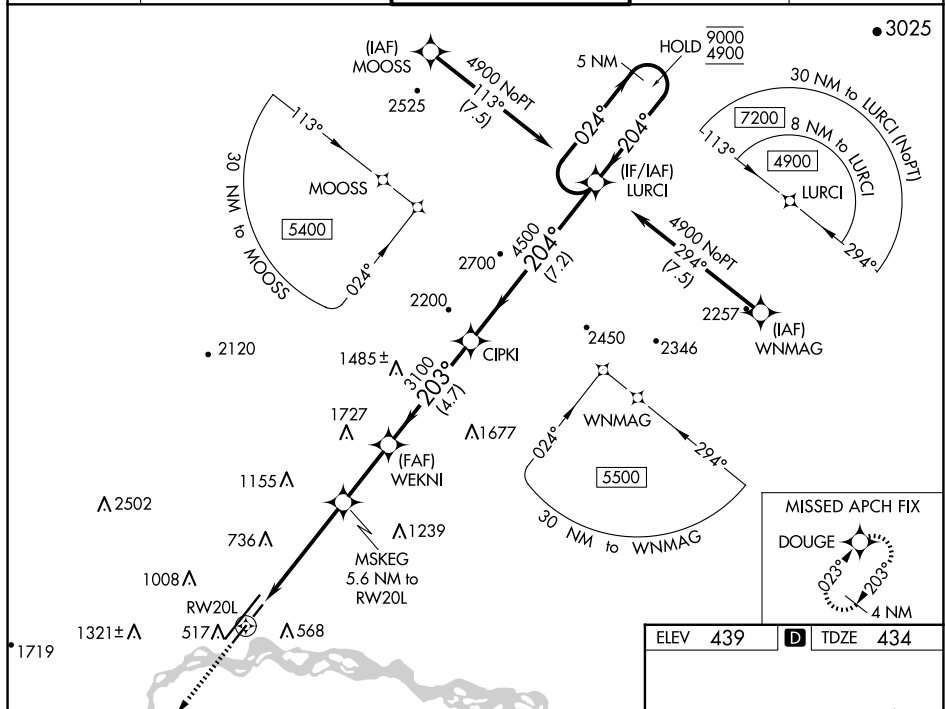 3025
(IAF)
MOOSS
4900 NoPT
113°
(7.5)
2525
5 NM
HOLD
9000
4900
024°
204°
(IF/IAF)
LURCI
30 NM to LURCI (NoPT)
7200
8 NM to LURCI
4900
113°
LURCI
294°
113°
MOOSS
5400
024°
30 NM to MOOSS
4500
204°
(7.2)
2700
4900 NoPT
294°
(7.5)
2257
(IAF)
WNMAG
2200
CIPKI
2450
2346
2120
1485±
3100
203°
(4.7)
WNMAG
024°
294°
5500
30 NM to WNMAG
1727
1677
(FAF)
WEKNI
1155
2502
1239
736
MSKEG
5.6 NM to
RW20L
MISSED APCH FIX
DOUGE
023°
203°
4 NM
1008
RW20L
1321±
517
568
1719
ELEV 439 D TDZE 434